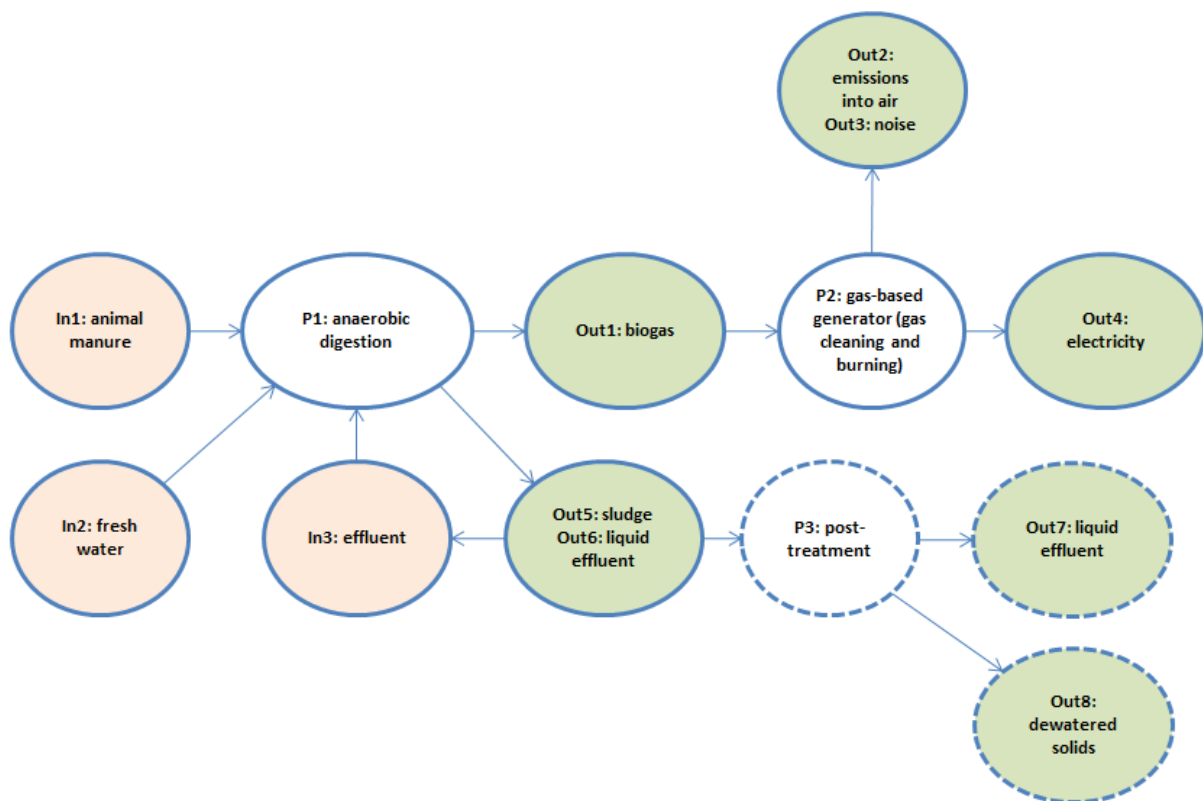 Out2:
emissions
into air
Out3: noise
In1: animal
manure
P1: anaerobic
digestion
Out1: biogas
P2: gas-based
generator (gas
cleaning and
burning)
Out4:
electricity
In2: fresh
water
In3: effluent
Out5: sludge
Out6: liquid
effluent
P3: post-
treatment
Out7: liquid
effluent
Out8:
dewatered
solids